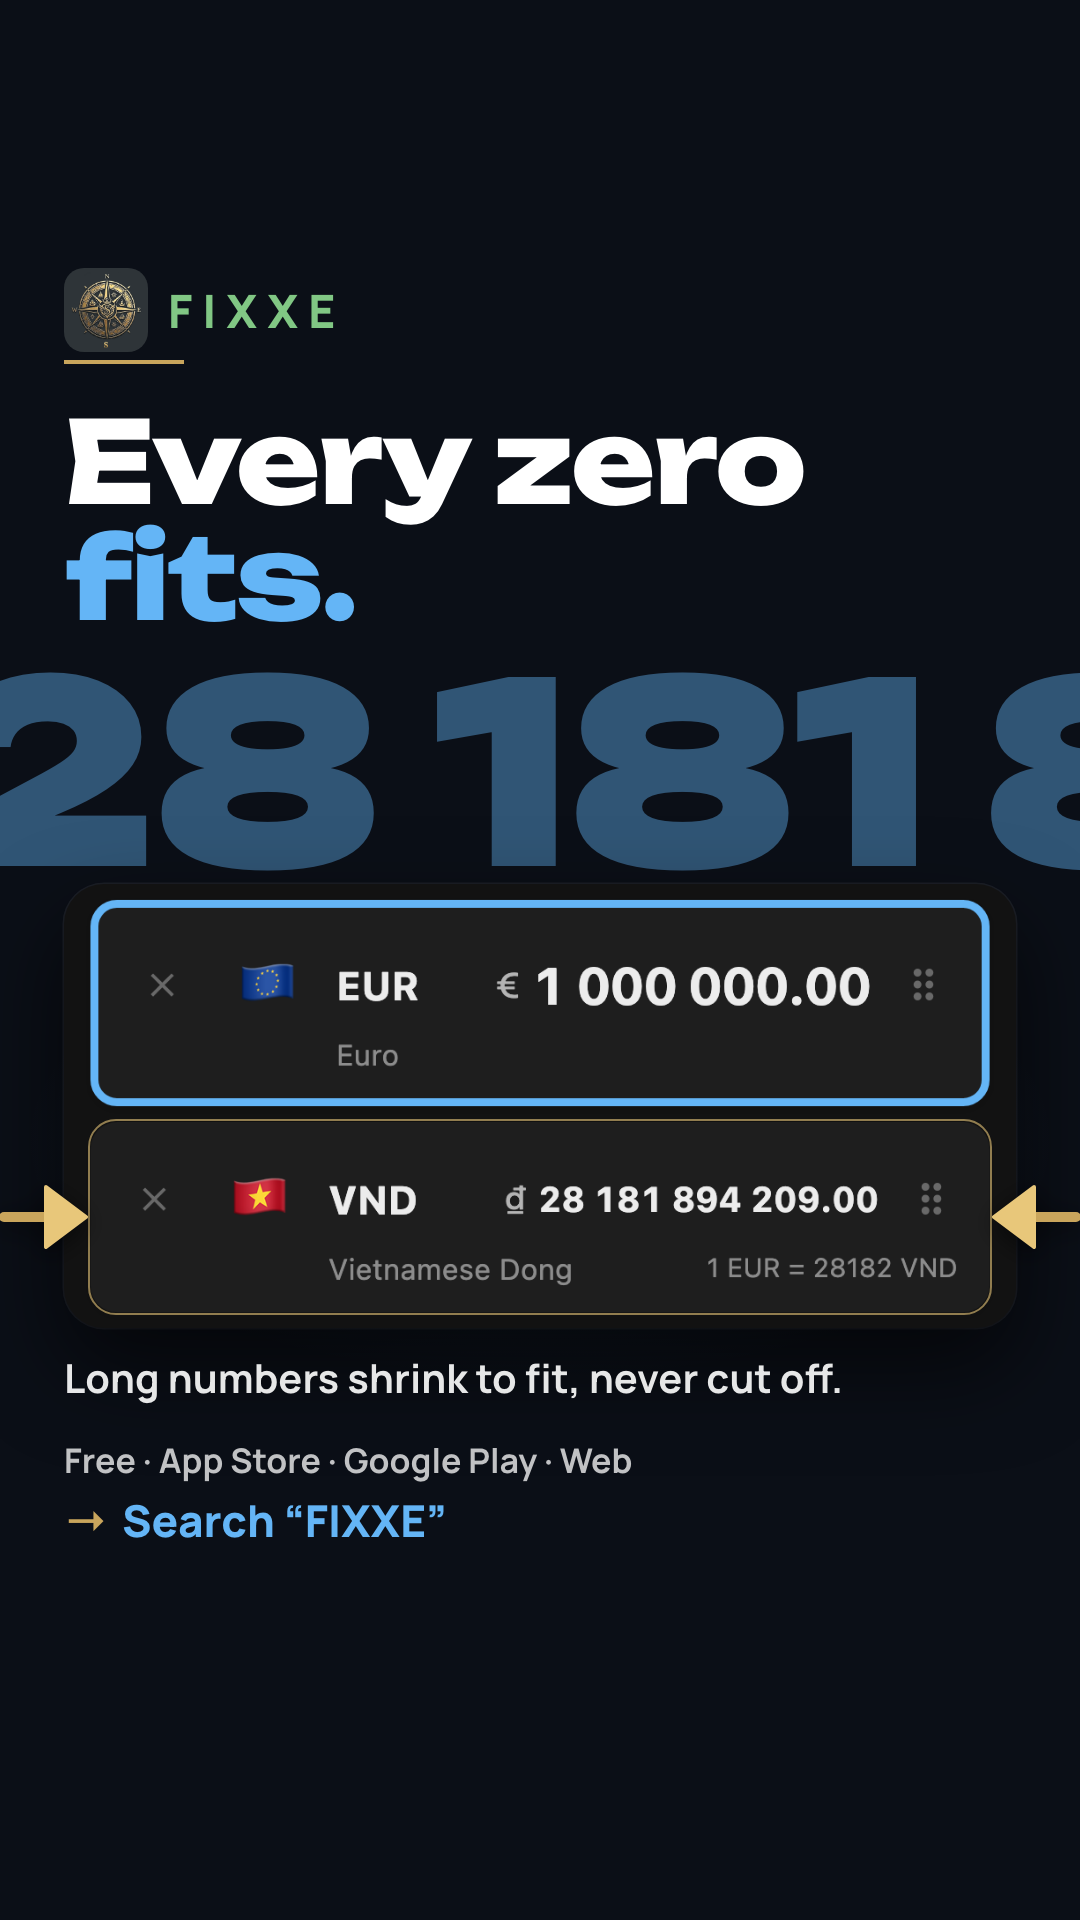 FIXXE
Every zero
fits.
28 181 8
EUR € 1 000 000.00
Euro
VND ₫ 28 181 894 209.00
Vietnamese Dong 1 EUR = 28182 VND
Long numbers shrink to fit, never cut off.
Free · App Store · Google Play · Web
→ Search “FIXXE”